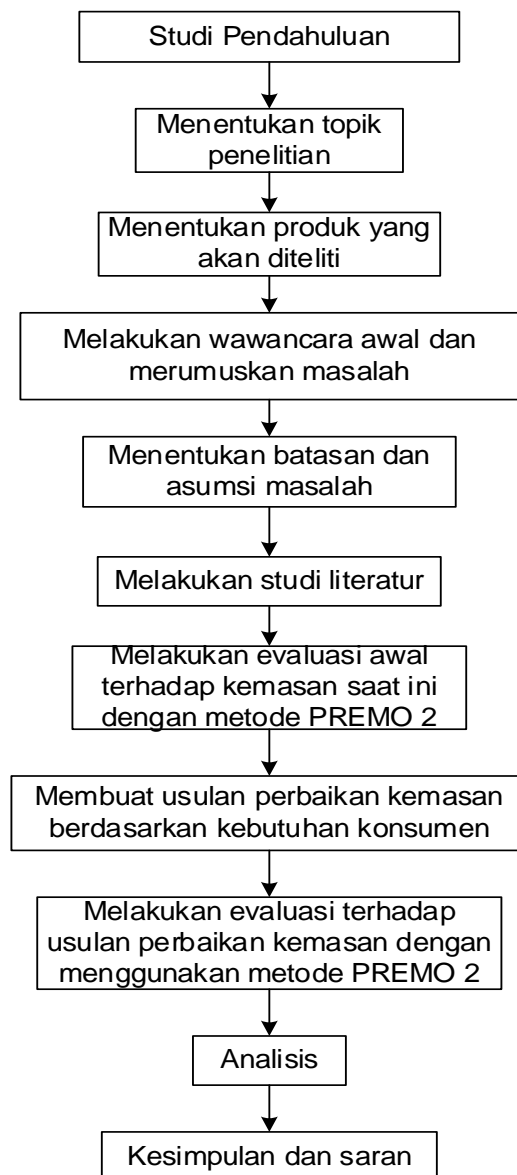 Studi Pendahuluan
Menentukan topik
penelitian
Menentukan produk yang
akan diteliti
Melakukan wawancara awal dan
merumuskan masalah
Menentukan batasan dan
asumsi masalah
Melakukan studi literatur
Melakukan evaluasi awal
terhadap kemasan saat ini
dengan metode PREMO 2
Membuat usulan perbaikan kemasan
berdasarkan kebutuhan konsumen
Melakukan evaluasi terhadap
usulan perbaikan kemasan dengan
menggunakan metode PREMO 2
Analisis
Kesimpulan dan saran